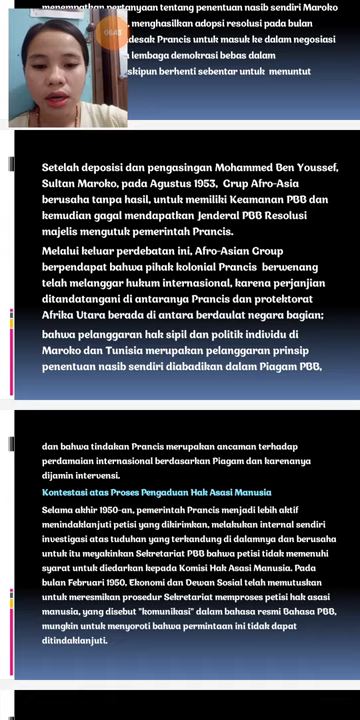 menempatkan pertanyaan tentang penentuan nasib sendiri Maroko
, menghasilkan adopsi resolusi pada bulan
desak Prancis untuk masuk ke dalam negosiasi
lembaga demokrasi bebas dalam
skipun berhenti sebentar untuk menuntut
Setelah deposisi dan pengasingan Mohammed Ben Youssef,
Sultan Maroko, pada Agustus 1953, Grup Afro-Asia
berusaha tanpa hasil, untuk memiliki Keamanan PBB dan
kemudian gagal mendapatkan Jenderal PBB Resolusi
majelis mengutuk pemerintah Prancis.
Melalui keluar perdebatan ini, Afro-Asian Group
berpendapat bahwa pihak kolonial Prancis berwenang
telah melanggar hukum internasional, karena perjanjian
ditandatangani di antaranya Prancis dan protektorat
Afrika Utara berada di antara berdaulat negara bagian;
bahwa pelanggaran hak sipil dan politik individu di
Maroko dan Tunisia merupakan pelanggaran prinsip
penentuan nasib sendiri diabadikan dalam Piagam PBB,
dan bahwa tindakan Prancis merupakan ancaman terhadap
perdamaian internasional berdasarkan Piagam dan karenanya
dijamin intervensi.
Kontestasi atas Proses Pengaduan Hak Asasi Manusia
Selama akhir 1950-an, pemerintah Prancis menjadi lebih aktif
menindaklanjuti petisi yang dikirimkan, melakukan internal sendiri
investigasi atas tuduhan yang terkandung di dalamnya dan berusaha
untuk itu meyakinkan Sekretariat PBB bahwa petisi tidak memenuhi
syarat untuk diedarkan kepada Komisi Hak Asasi Manusia. Pada
bulan Februari 1950, Ekonomi dan Dewan Sosial telah memutuskan
untuk meresmikan prosedur Sekretariat memproses petisi hak asasi
manusia, yang disebut "komunikasi" dalam bahasa resmi Bahasa PBB,
mungkin untuk menyoroti bahwa permintaan ini tidak dapat
ditindaklanjuti.